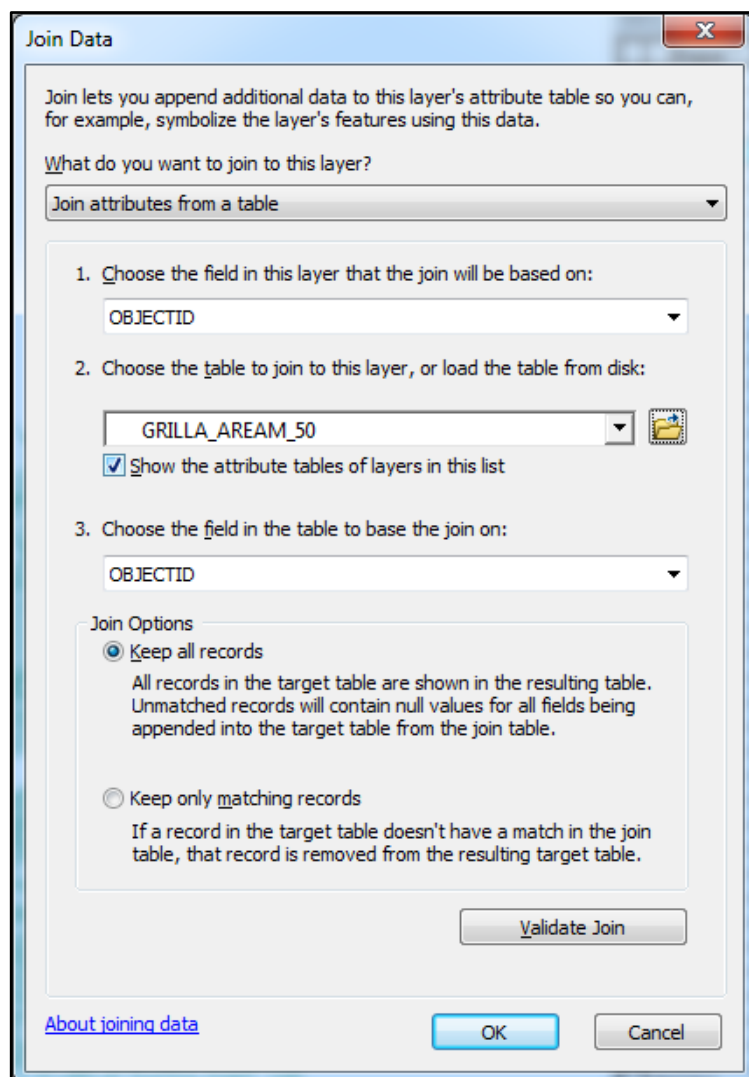 Join Data
Join lets you append additional data to this layer's attribute table so you can,
for example, symbolize the layer's features using this data.
What do you want to join to this layer?
Join attributes from a table
1. Choose the field in this layer that the join will be based on:
OBJECTID
2. Choose the table to join to this layer, or load the table from disk:
GRILLA_AREAM_50
Show the attribute tables of layers in this list
3. Choose the field in the table to base the join on:
OBJECTID
Join Options
Keep all records
All records in the target table are shown in the resulting table.
Unmatched records will contain null values for all fields being
appended into the target table from the join table.
Keep only matching records
If a record in the target table doesn't have a match in the join
table, that record is removed from the resulting target table.
Validate Join
About joining data
OK
Cancel